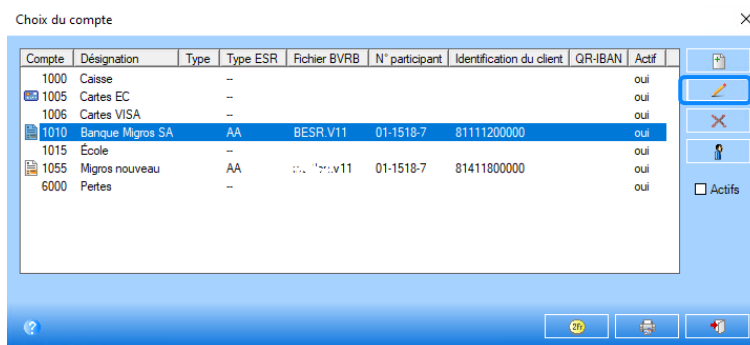 Choix du compte
Compte Désignation Type Type ESR Fichier BVRB N° participant Identification du client QR-IBAN Actif
1000 Caisse -- oui
1005 Cartes EC -- oui
1006 Cartes VISA -- oui
1010 Banque Migros SA AA BESR.V11 01-1518-7 81111200000 oui
1015 École -- oui
1055 Migros nouveau AA v11 01-1518-7 81411800000 oui
6000 Pertes -- oui
Actifs
2fr